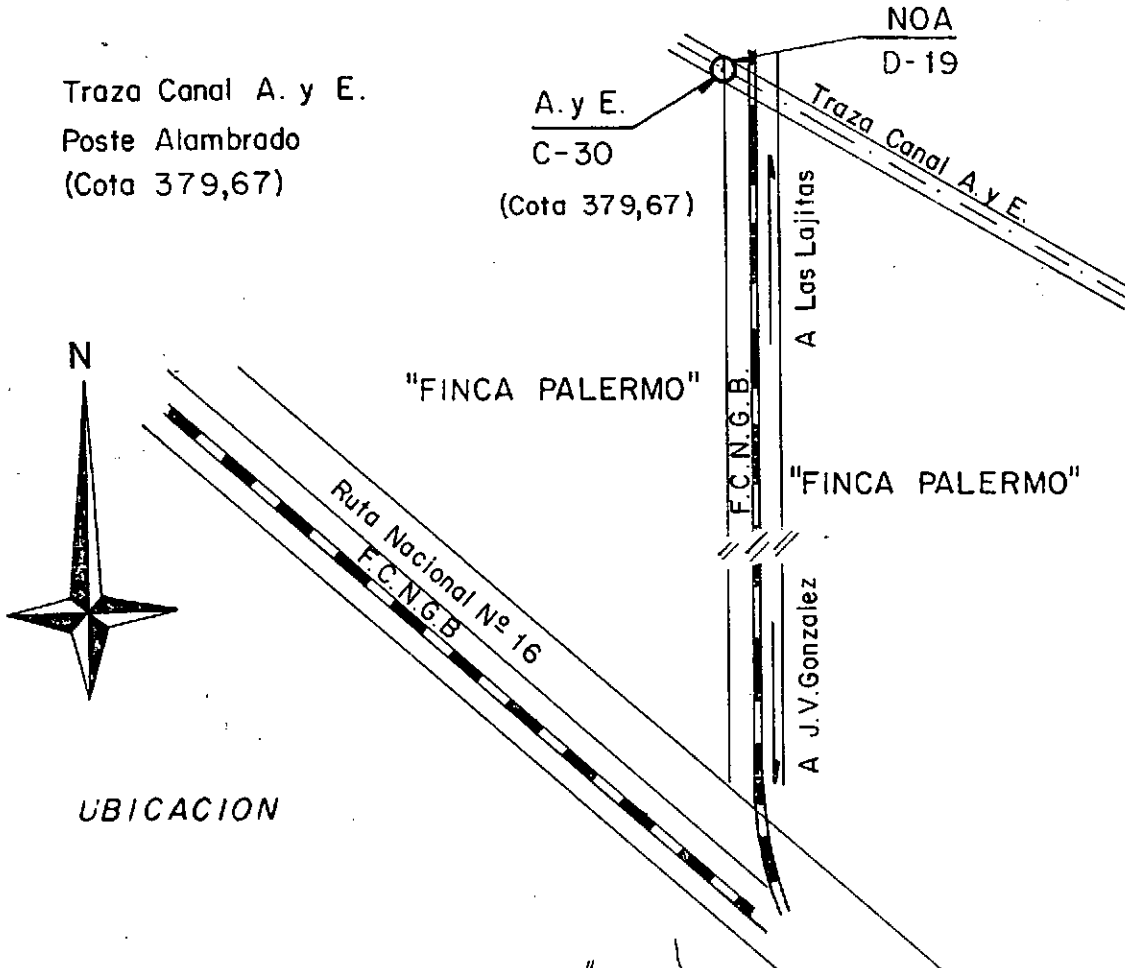 Traza Canal A. y E.
Poste Alambrado
(Cota 379,67)
NOA
D-19
A. y E.
C-30
(Cota 379,67)
Traza Canal A. y E.
A Las Lajitas
N
"FINCA PALERMO"
F.C.N.G.B.
"FINCA PALERMO"
Ruta Nacional Nº 16
F.C.N.G.B
A J.V.Gonzalez
UBICACION